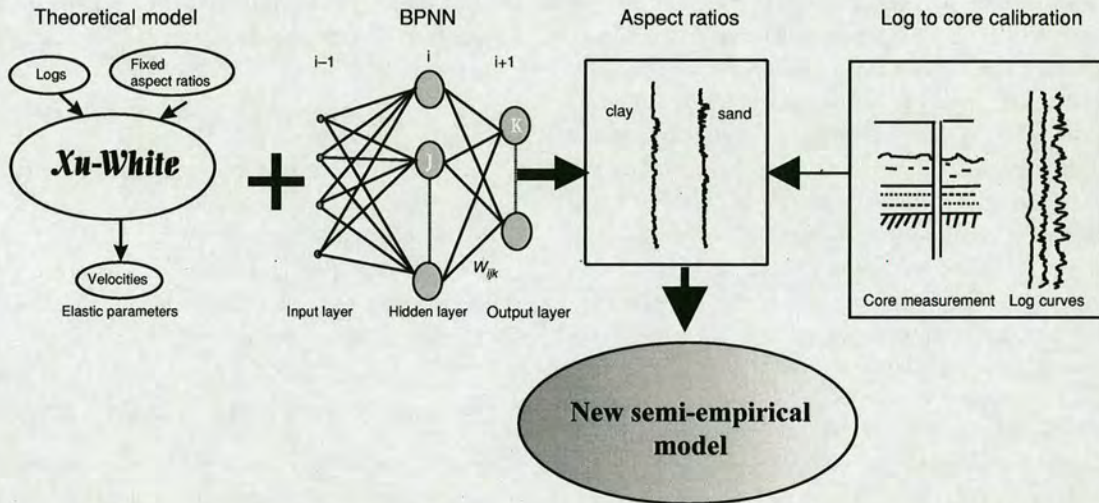 Theoretical model
BPNN
Aspect ratios
Log to core calibration
Logs
Fixed
aspect ratios
Xu-White
Velocities
Elastic parameters
+
i–1
i
i+1
J
K
Wijk
Input layer
Hidden layer
Output layer
clay
sand
Core measurement
Log curves
New semi-empirical
model